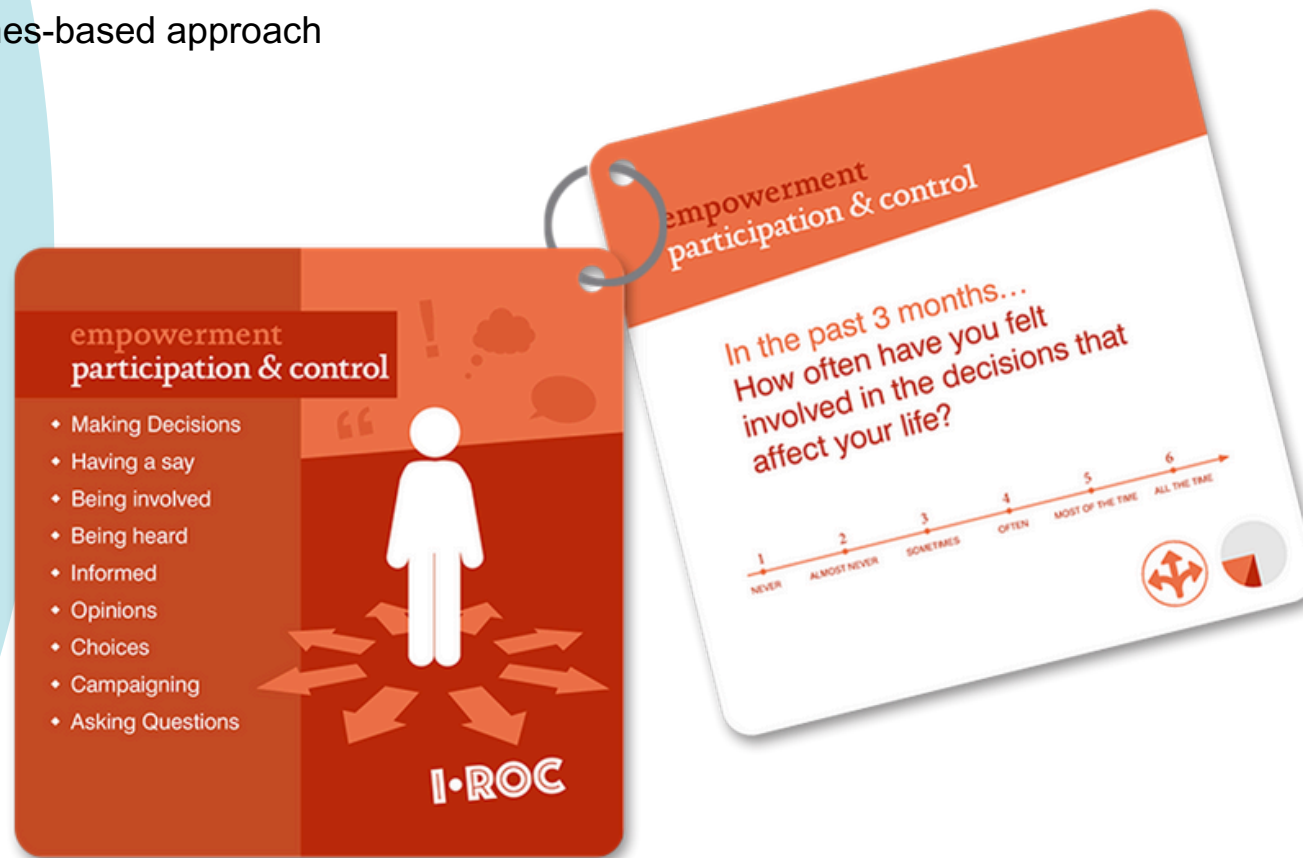 nes-based approach
empowerment
participation & control
• Making Decisions
• Having a say
• Being involved
• Being heard
• Informed
• Opinions
• Choices
• Campaigning
• Asking Questions
I•ROC
empowerment
participation & control
In the past 3 months...
How often have you felt
involved in the decisions that
affect your life?
1 2 3 4 5 6
NEVER ALMOST NEVER SOMETIMES OFTEN MOST OF THE TIME ALL THE TIME